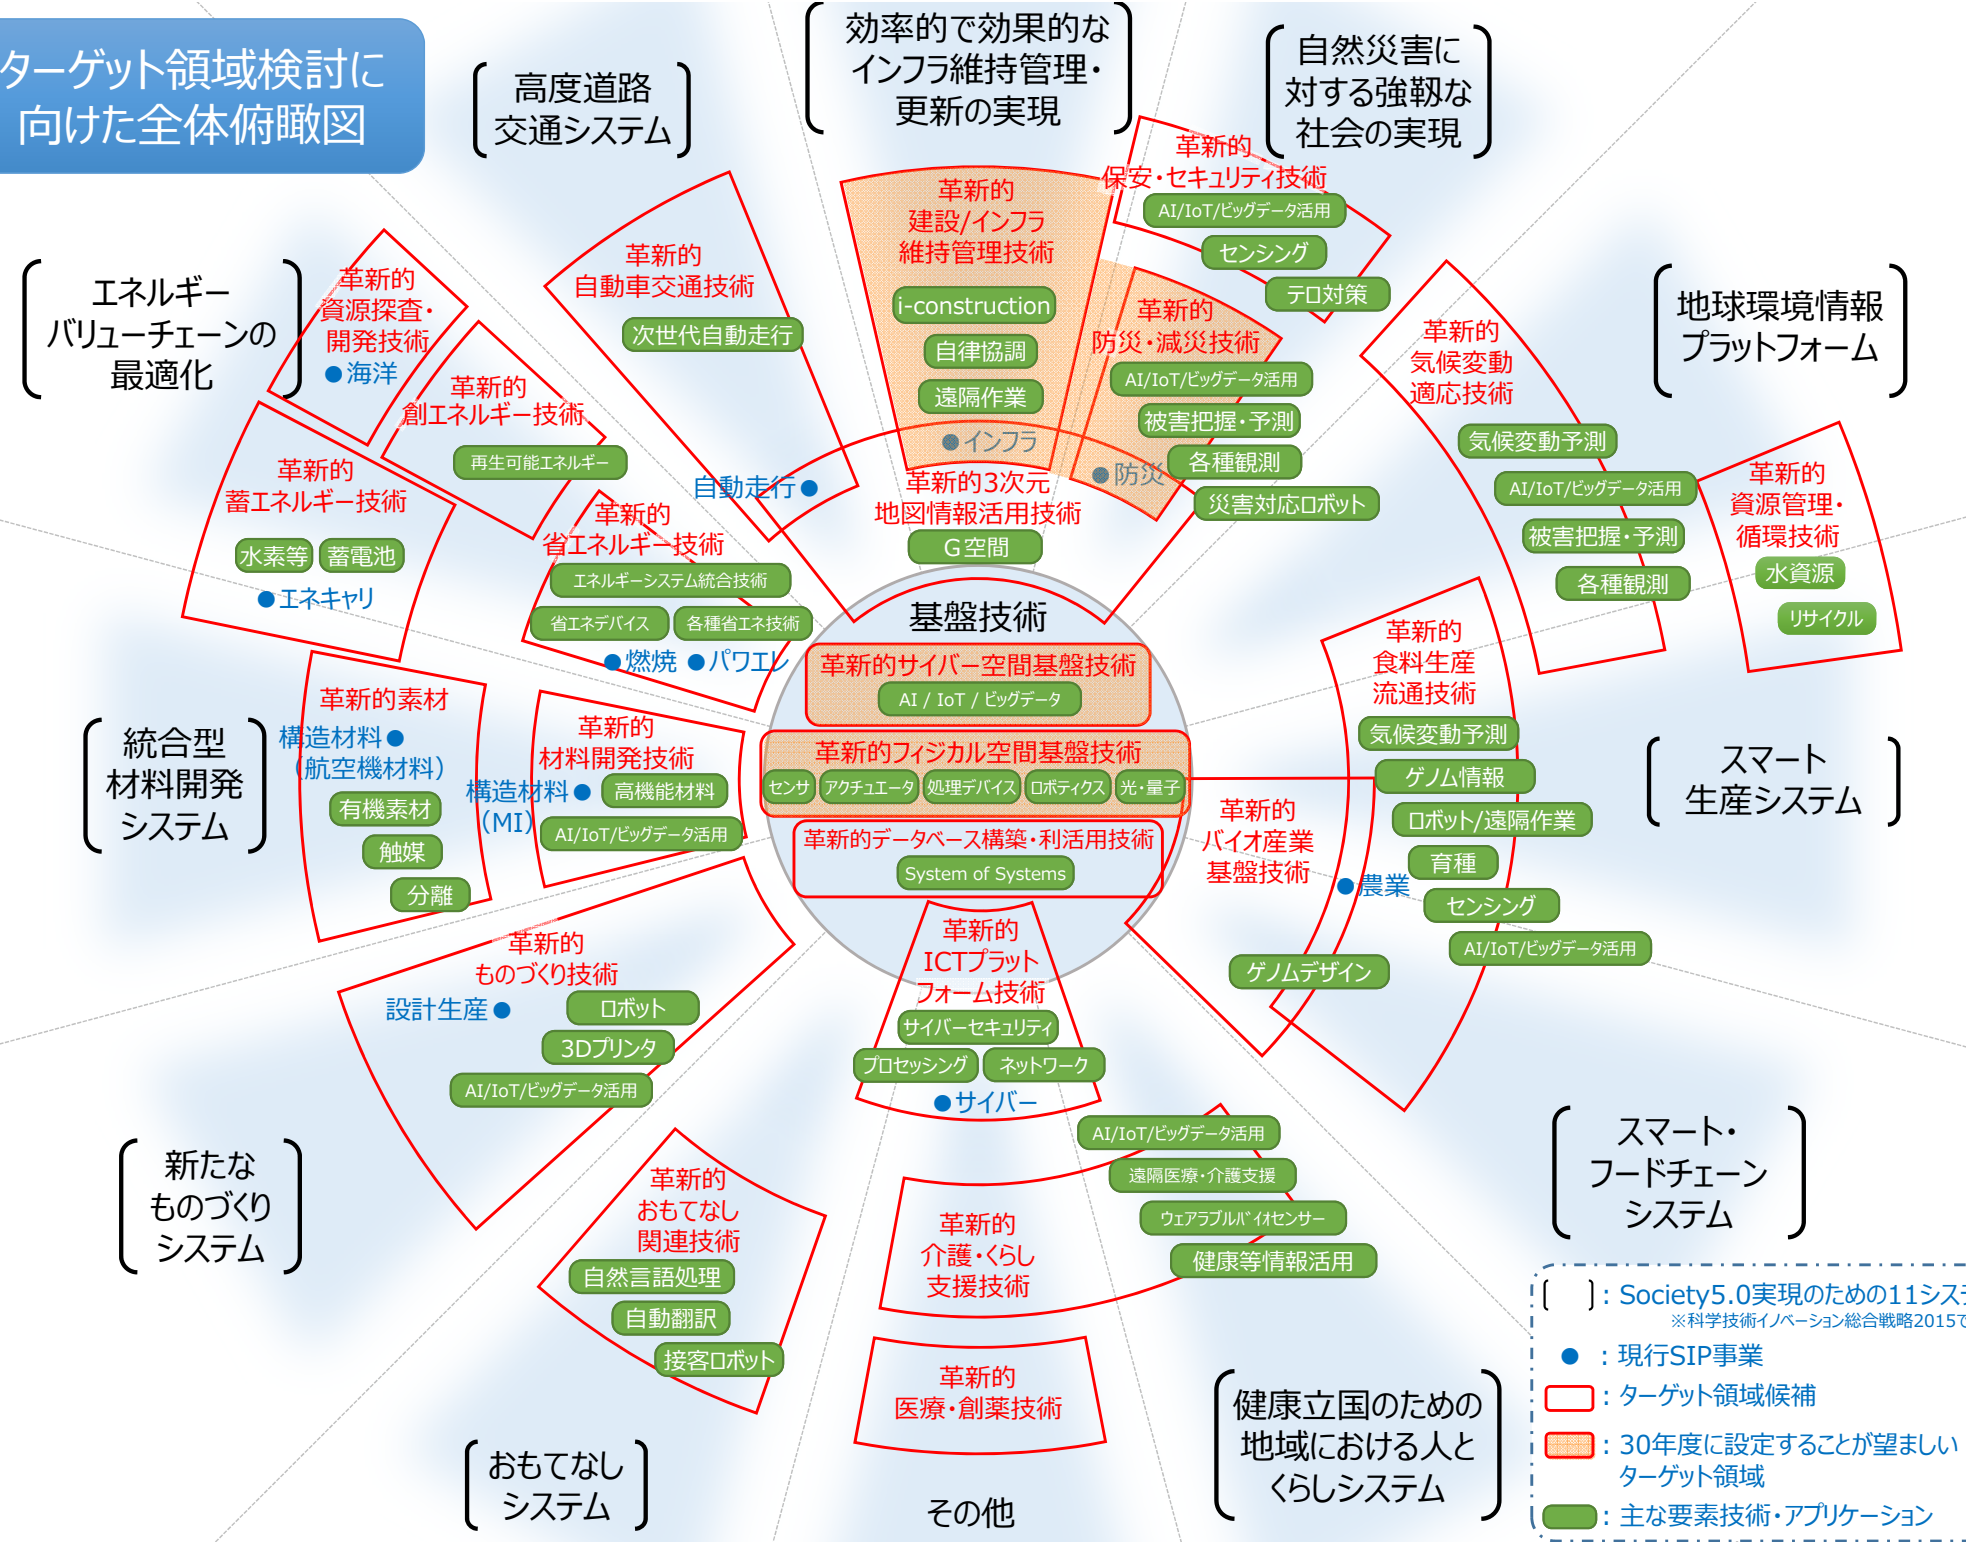 ターゲット領域検討に
向けた全体俯瞰図
高度道路
交通システム
効率的で効果的な
インフラ維持管理・
更新の実現
自然災害に
対する強靱な
社会の実現
エネルギー
バリューチェーンの
最適化
地球環境情報
プラットフォーム
統合型
材料開発
システム
スマート
生産システム
新たな
ものづくり
システム
スマート・
フードチェーン
システム
おもてなし
システム
その他
健康立国のための
地域における人と
くらしシステム
革新的
資源探査・
開発技術
●海洋
革新的
創エネルギー技術
再生可能エネルギー
革新的
蓄エネルギー技術
水素等
蓄電池
●エネキャリ
革新的
省エネルギー技術
エネルギーシステム統合技術
省エネデバイス
各種省エネ技術
●燃焼
●パワエレ
革新的
自動車交通技術
次世代自動走行
自動走行●
革新的
建設/インフラ
維持管理技術
i-construction
自律協調
遠隔作業
●インフラ
革新的3次元
地図情報活用技術
G空間
革新的
保安・セキュリティ技術
AI/IoT/ビッグデータ活用
センシング
テロ対策
革新的
防災・減災技術
AI/IoT/ビッグデータ活用
被害把握・予測
各種観測
●防災
災害対応ロボット
革新的
気候変動
適応技術
気候変動予測
AI/IoT/ビッグデータ活用
被害把握・予測
各種観測
革新的
資源管理・
循環技術
水資源
リサイクル
革新的
食料生産
流通技術
気候変動予測
ゲノム情報
ロボット/遠隔作業
育種
センシング
AI/IoT/ビッグデータ活用
●農業
革新的
バイオ産業
基盤技術
ゲノムデザイン
基盤技術
革新的サイバー空間基盤技術
AI / IoT / ビッグデータ
革新的フィジカル空間基盤技術
センサ
アクチュエータ
処理デバイス
ロボティクス
光・量子
革新的データベース構築・利活用技術
System of Systems
革新的素材
構造材料●
（航空機材料）
有機素材
触媒
分離
革新的
材料開発技術
構造材料●
（MI）
高機能材料
AI/IoT/ビッグデータ活用
革新的
ものづくり技術
設計生産●
ロボット
3Dプリンタ
AI/IoT/ビッグデータ活用
革新的
ICTプラット
フォーム技術
サイバーセキュリティ
プロセッシング
ネットワーク
●サイバー
革新的
おもてなし
関連技術
自然言語処理
自動翻訳
接客ロボット
革新的
介護・くらし
支援技術
AI/IoT/ビッグデータ活用
遠隔医療・介護支援
ウェアラブルバイオセンサー
健康等情報活用
革新的
医療・創薬技術
[ ]：Society5.0実現のための11シス
※科学技術イノベーション総合戦略2015で
●：現行SIP事業
：ターゲット領域候補
：30年度に設定することが望ましい
ターゲット領域
：主な要素技術・アプリケーション